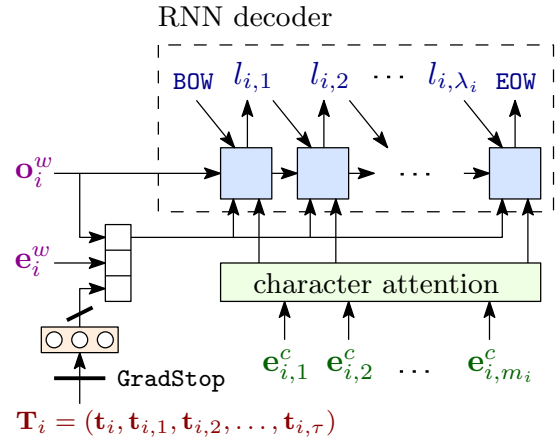 RNN decoder
BOW l_{i,1} l_{i,2} ⋯ l_{i,λ_i} EOW
o_i^w ⋯
e_i^w
character attention
e_{i,1}^c e_{i,2}^c … e_{i,m_i}^c
GradStop
T_i = (t_i, t_{i,1}, t_{i,2}, …, t_{i,τ})